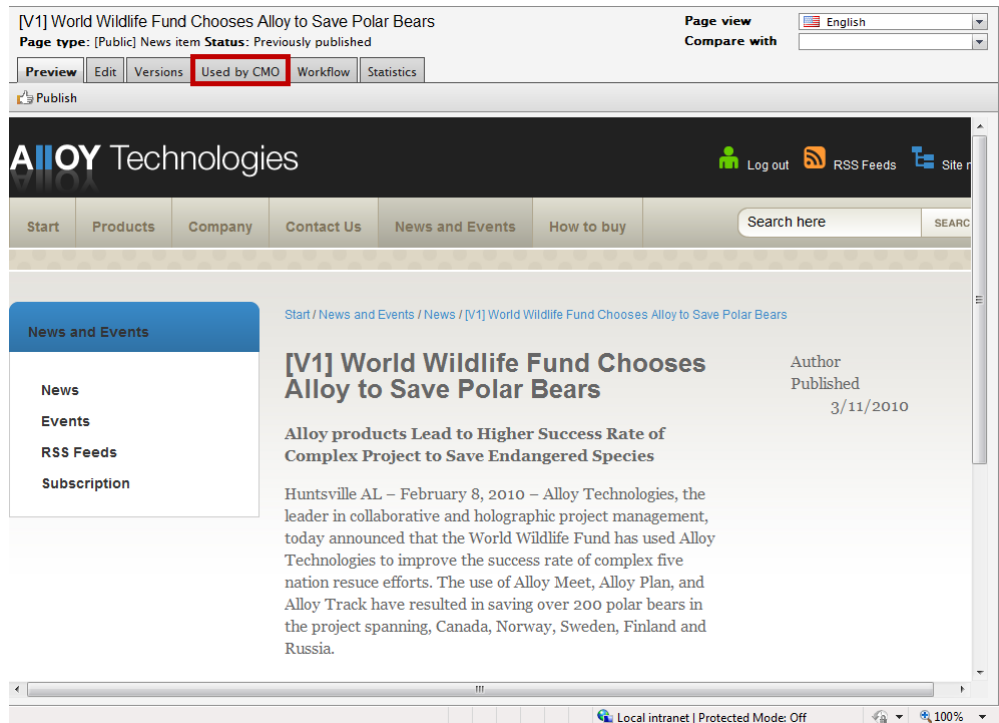 [V1] World Wildlife Fund Chooses Alloy to Save Polar Bears
Page type: [Public] News item Status: Previously published
Page view English
Compare with
Preview Edit Versions Used by CMO Workflow Statistics
Publish
AllOY Technologies
Log out RSS Feeds Site
Start Products Company Contact Us News and Events How to buy
Search here SEARC
Start / News and Events / News / [V1] World Wildlife Fund Chooses Alloy to Save Polar Bears
News and Events
News
Events
RSS Feeds
Subscription
[V1] World Wildlife Fund Chooses
Alloy to Save Polar Bears
Author
Published
3/11/2010
Alloy products Lead to Higher Success Rate of
Complex Project to Save Endangered Species
Huntsville AL – February 8, 2010 – Alloy Technologies, the
leader in collaborative and holographic project management,
today announced that the World Wildlife Fund has used Alloy
Technologies to improve the success rate of complex five
nation resuce efforts. The use of Alloy Meet, Alloy Plan, and
Alloy Track have resulted in saving over 200 polar bears in
the project spanning, Canada, Norway, Sweden, Finland and
Russia.
Local intranet | Protected Mode: Off 100%